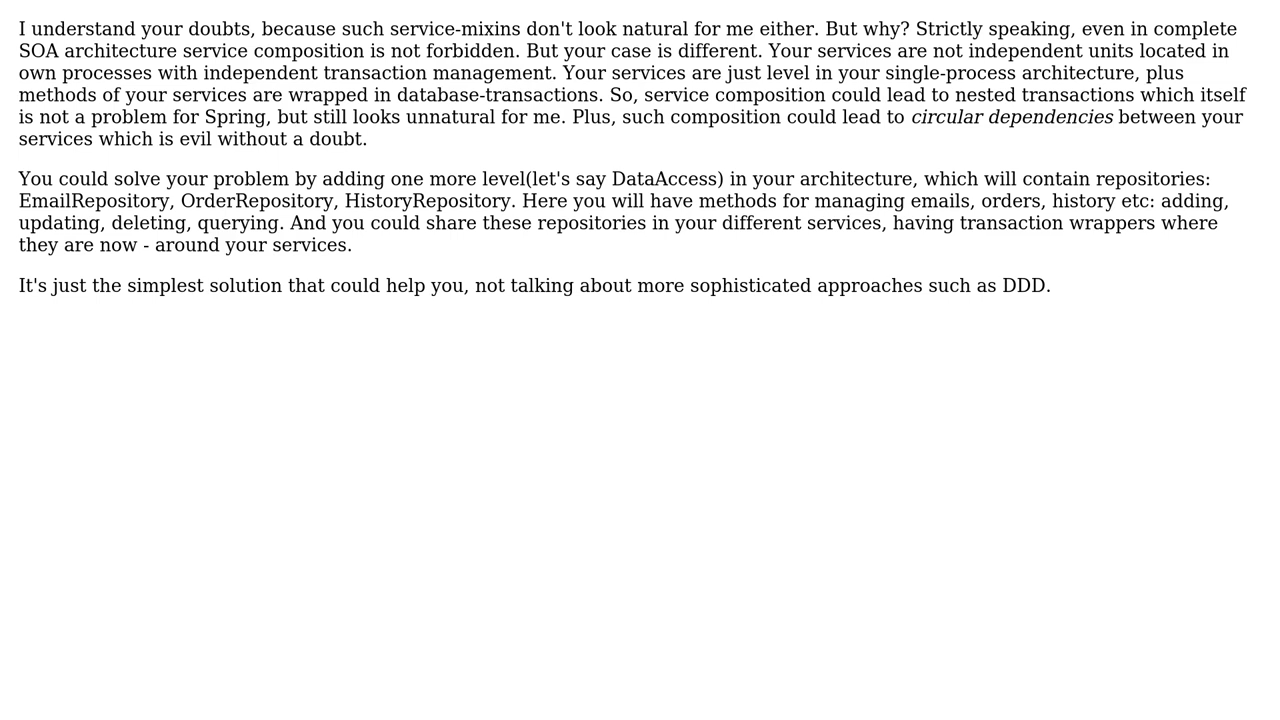 I understand your doubts, because such service-mixins don't look natural for me either. But why? Strictly speaking, even in complete
SOA architecture service composition is not forbidden. But your case is different. Your services are not independent units located in
own processes with independent transaction management. Your services are just level in your single-process architecture, plus
methods of your services are wrapped in database-transactions. So, service composition could lead to nested transactions which itself
is not a problem for Spring, but still looks unnatural for me. Plus, such composition could lead to circular dependencies between your
services which is evil without a doubt.
You could solve your problem by adding one more level(let's say DataAccess) in your architecture, which will contain repositories:
EmailRepository, OrderRepository, HistoryRepository. Here you will have methods for managing emails, orders, history etc: adding,
updating, deleting, querying. And you could share these repositories in your different services, having transaction wrappers where
they are now - around your services.
It's just the simplest solution that could help you, not talking about more sophisticated approaches such as DDD.